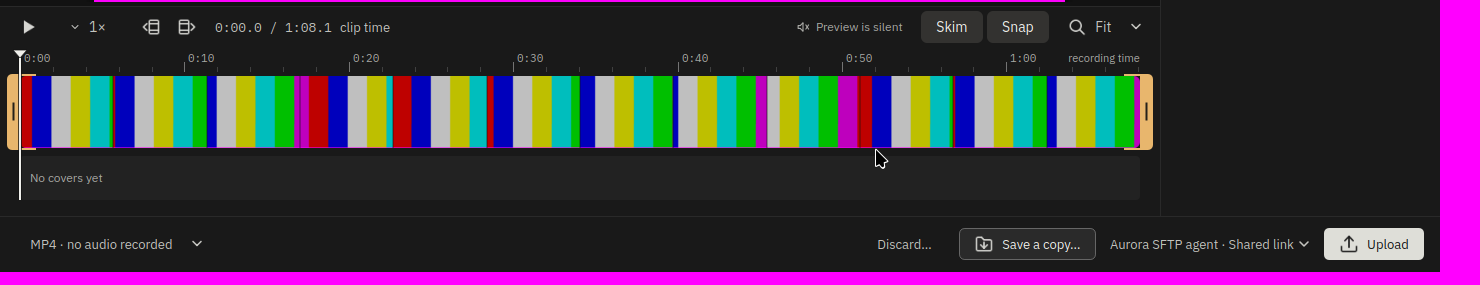 1× 0:00.0 / 1:08.1 clip time Preview is silent Skim Snap Fit
0:00 0:10 0:20 0:30 0:40 0:50 1:00 recording time
No covers yet
MP4 · no audio recorded Discard... Save a copy... Aurora SFTP agent · Shared link Upload